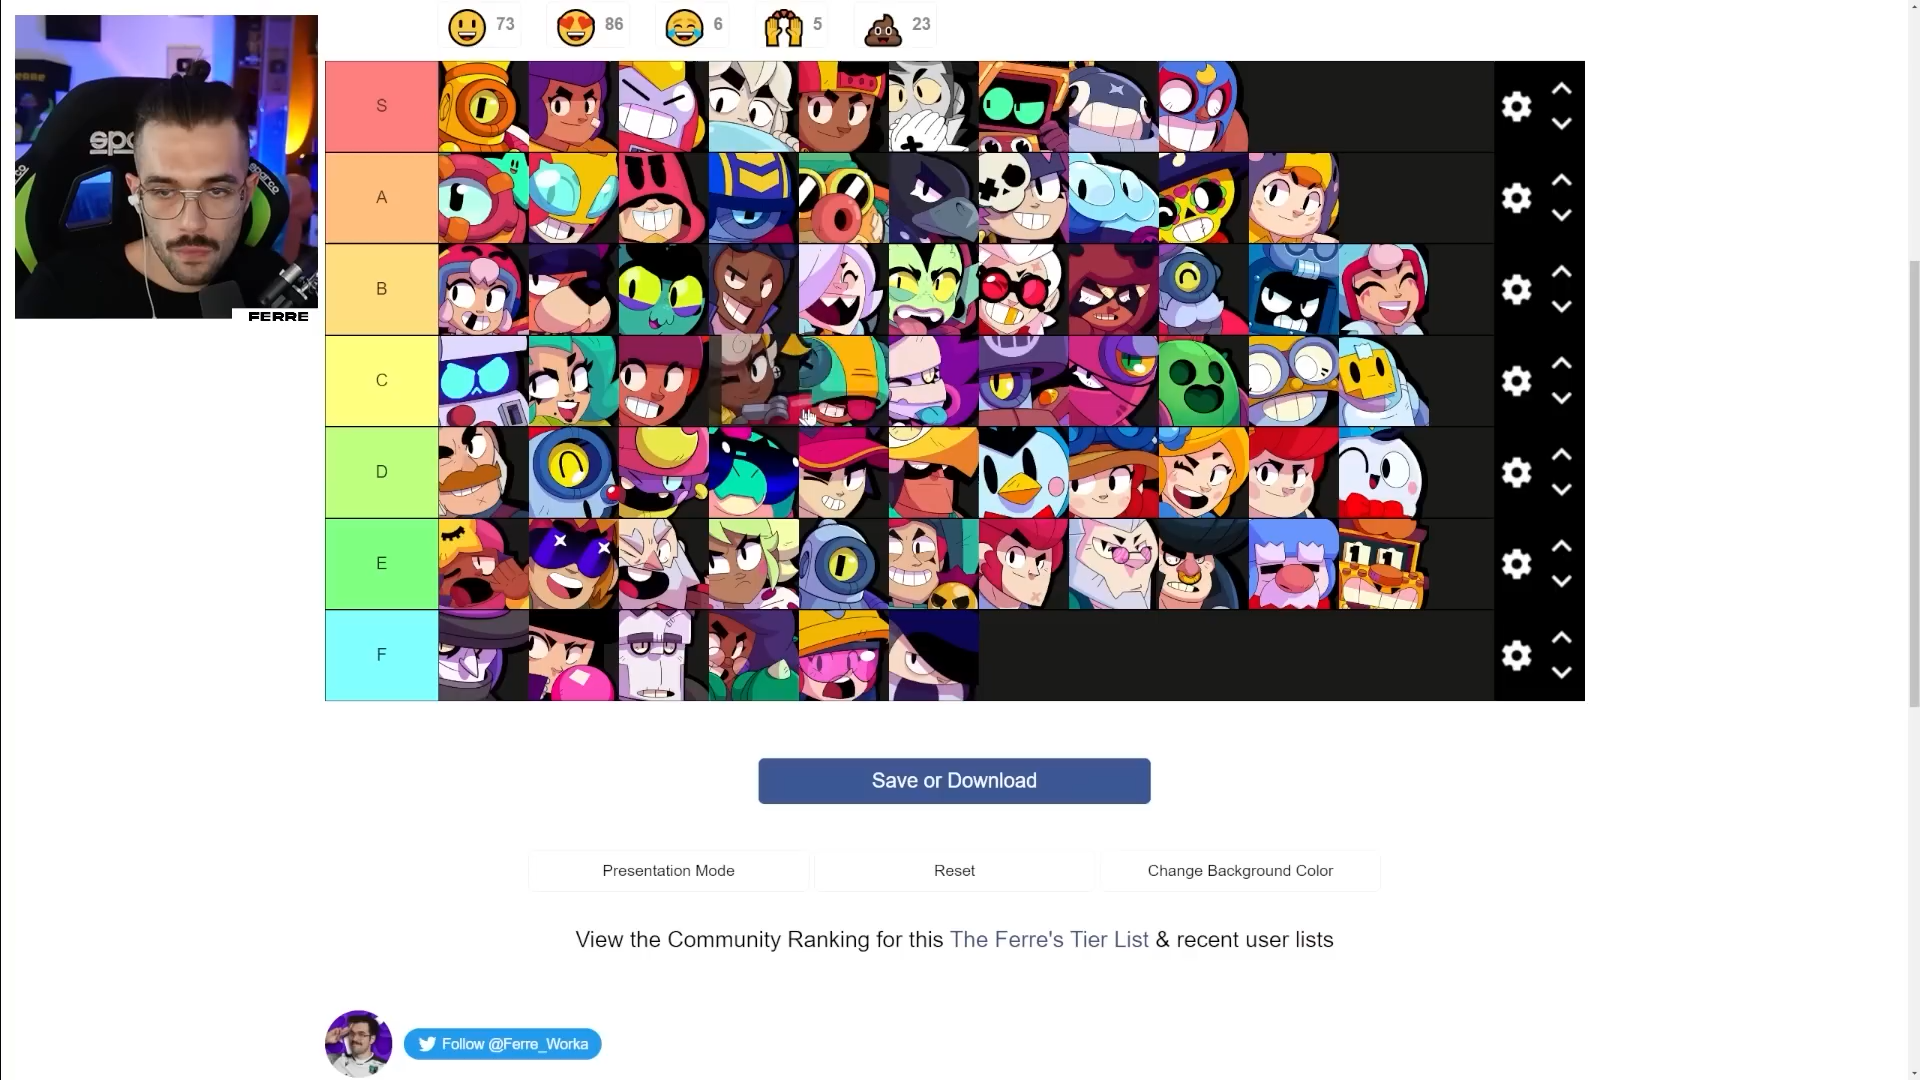 73 86 6 5 23
S
A
B
C
D
E
F
FERRE
Save or Download
Presentation Mode Reset Change Background Color
View the Community Ranking for this The Ferre's Tier List & recent user lists
Follow @Ferre_Worka